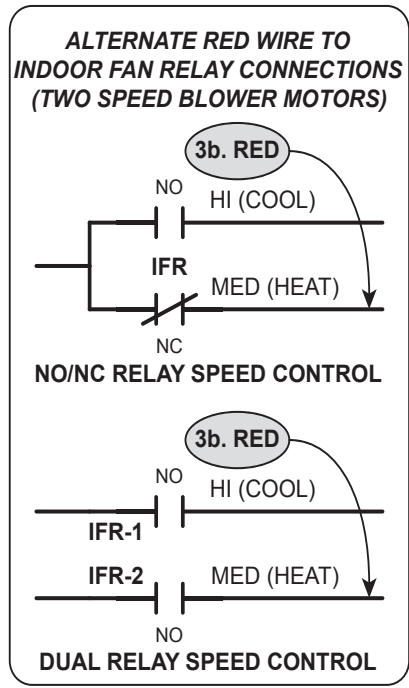 ALTERNATE RED WIRE TO
INDOOR FAN RELAY CONNECTIONS
(TWO SPEED BLOWER MOTORS)
3b. RED
NO
HI (COOL)
IFR
MED (HEAT)
NC
NO/NC RELAY SPEED CONTROL
3b. RED
NO
HI (COOL)
IFR-1
IFR-2
MED (HEAT)
NO
DUAL RELAY SPEED CONTROL